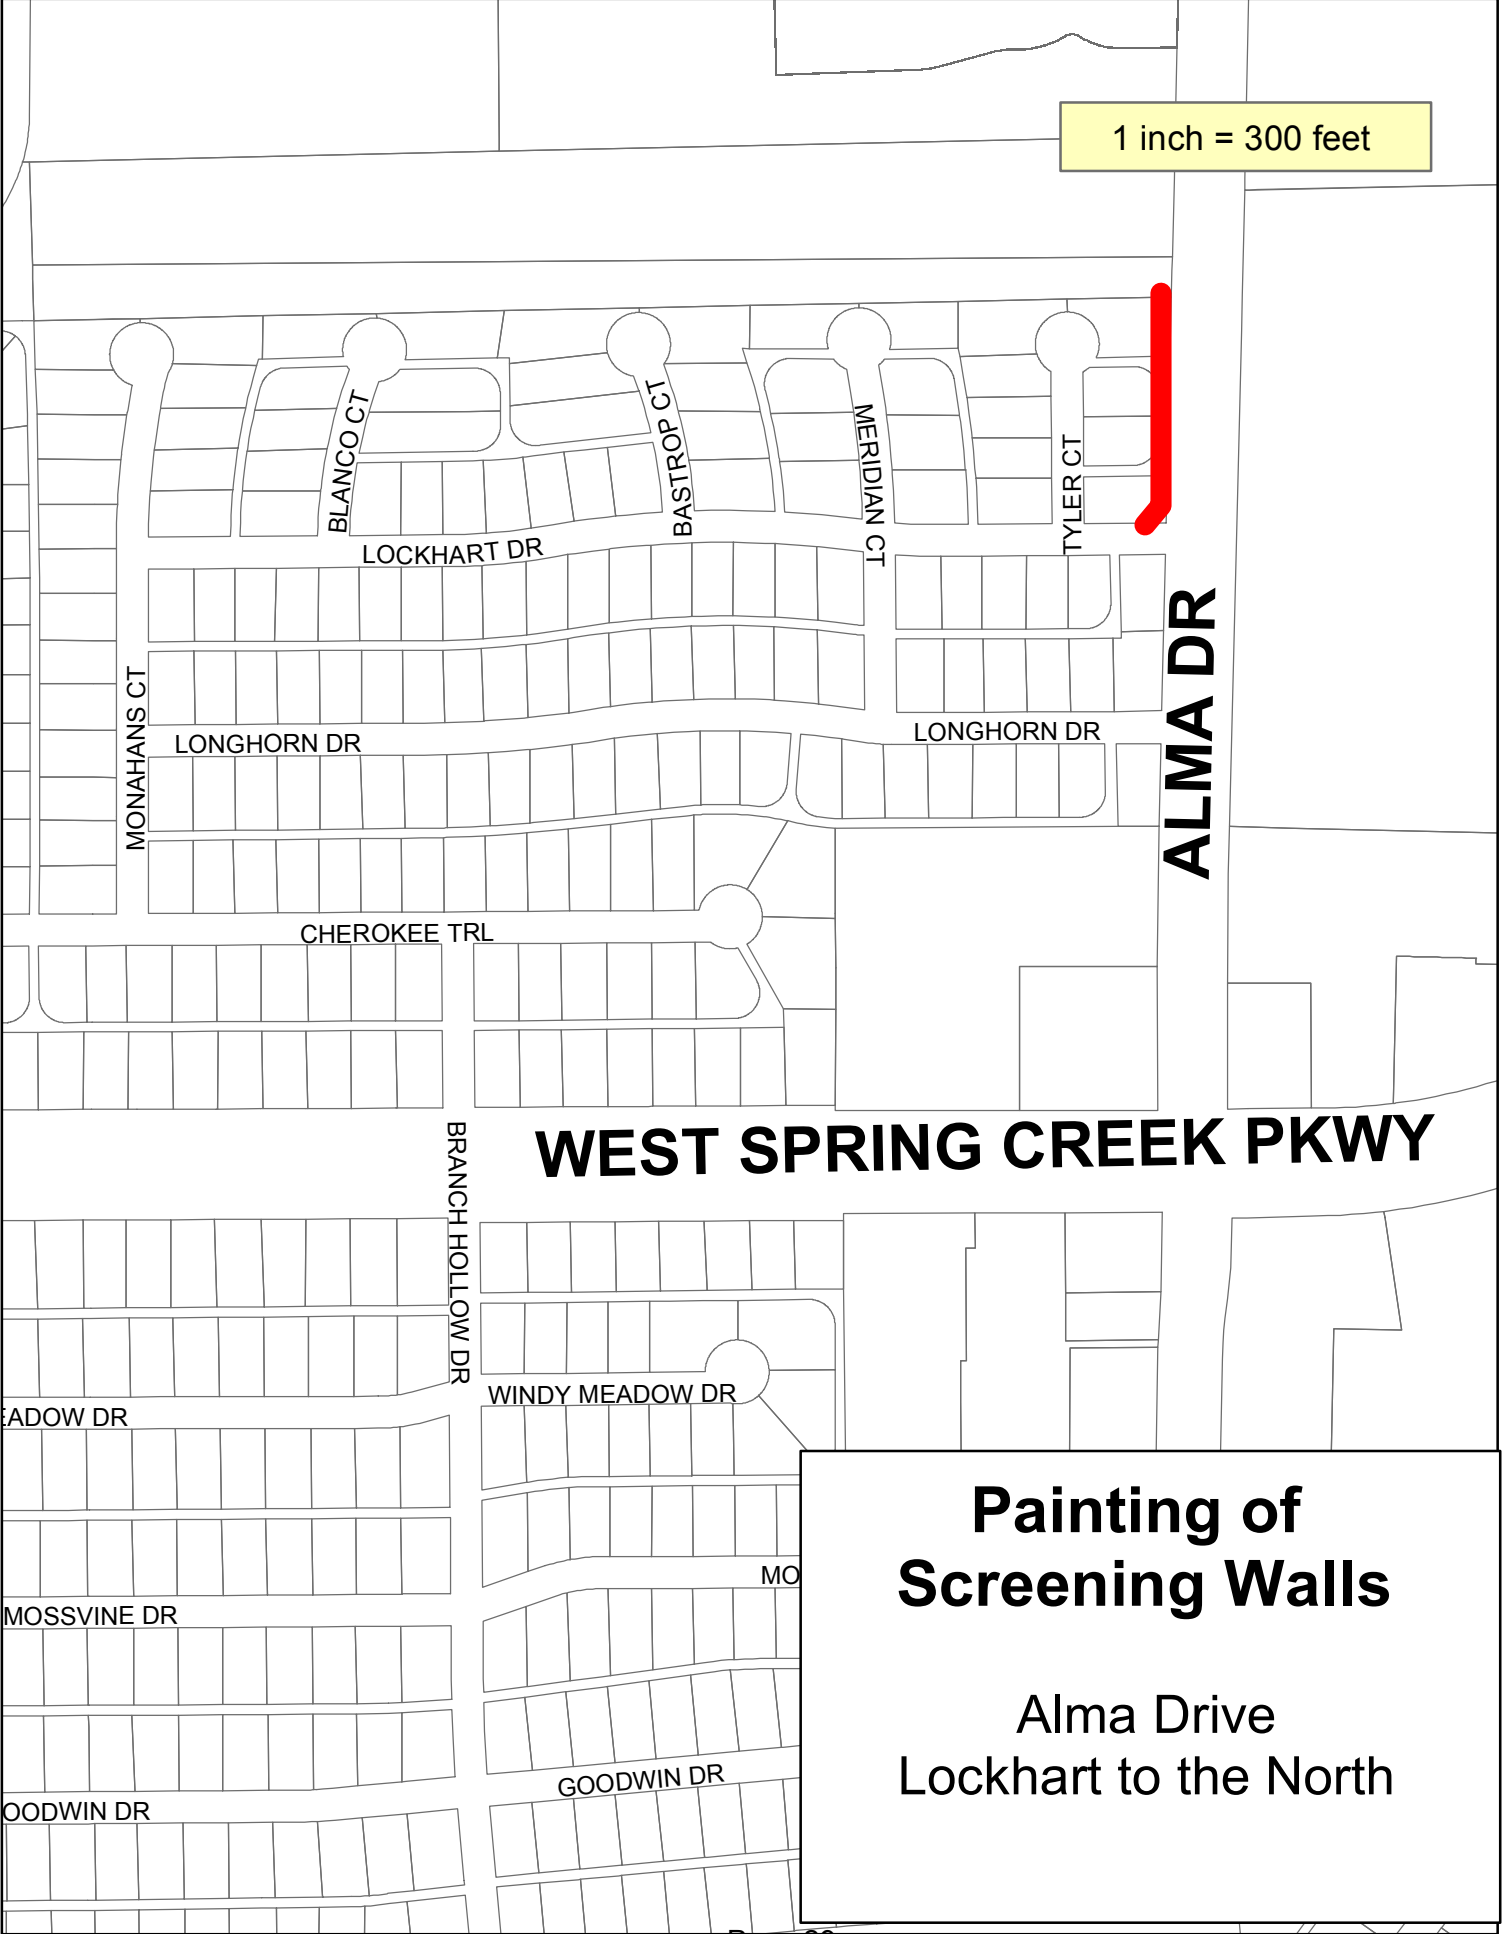 1 inch = 300 feet
BLANCO CT
BASTROP CT
MERIDIAN CT
TYLER CT
LOCKHART DR
ALMA DR
MONAHANS CT
LONGHORN DR
LONGHORN DR
CHEROKEE TRL
WEST SPRING CREEK PKWY
BRANCH HOLLOW DR
WINDY MEADOW DR
EADOW DR
MO
MOSSVINE DR
GOODWIN DR
OODWIN DR
Painting of
Screening Walls
Alma Drive
Lockhart to the North